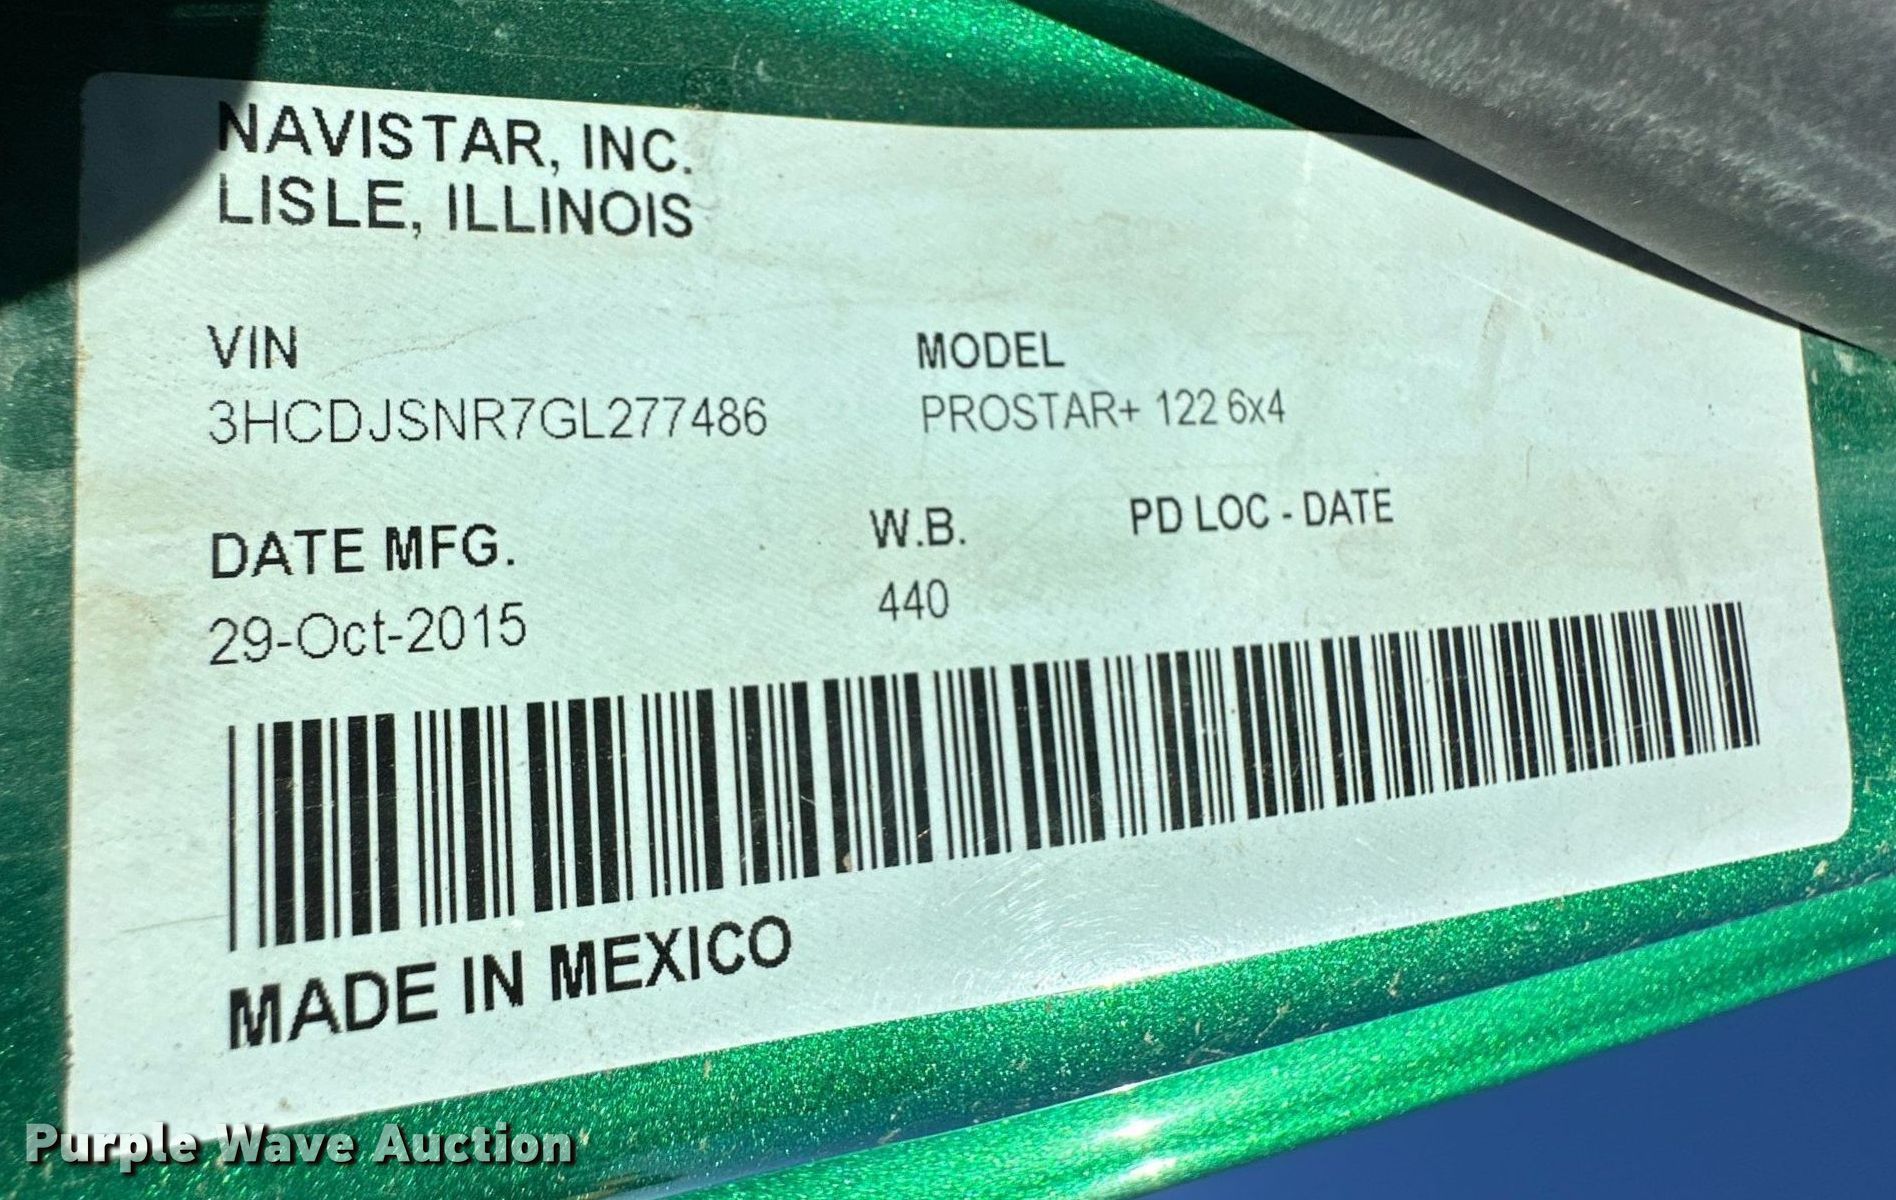 NAVISTAR, INC.
LISLE, ILLINOIS
VIN
3HCDJSNR7GL277486
MODEL
PROSTAR+ 122 6x4
DATE MFG.
29-Oct-2015
W.B.
440
PD LOC - DATE
MADE IN MEXICO
Purple Wave Auction